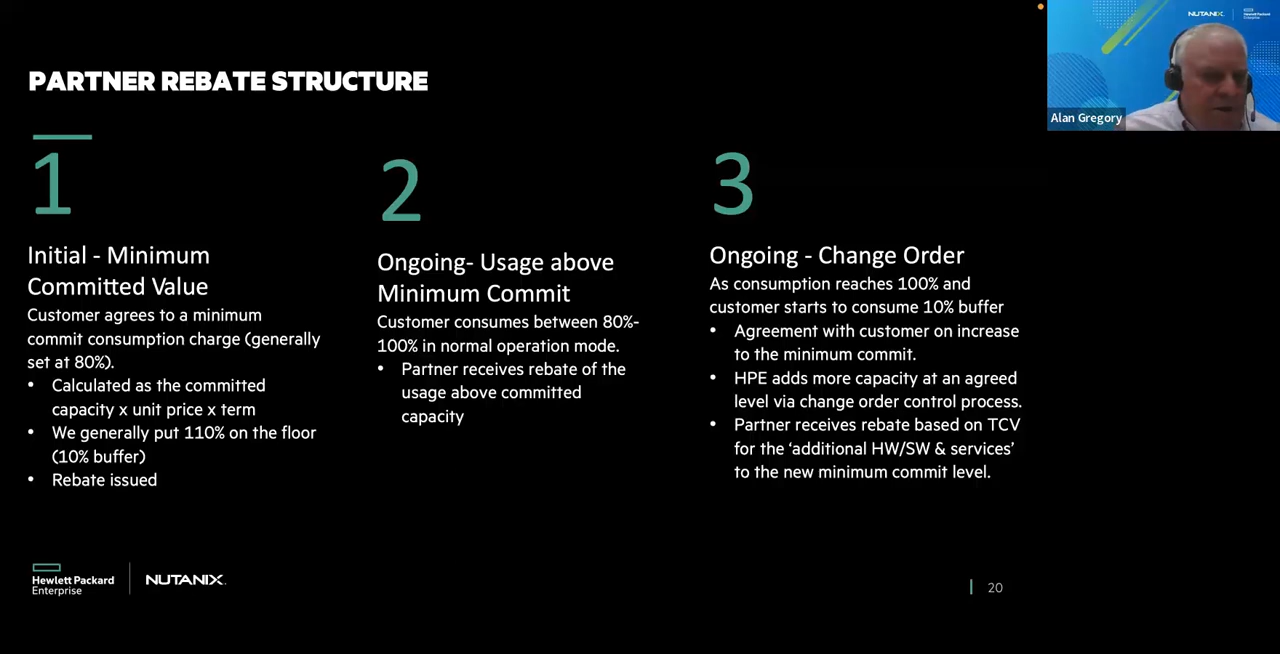 PARTNER REBATE STRUCTURE
1
Initial - Minimum
Committed Value
Customer agrees to a minimum
commit consumption charge (generally
set at 80%).
• Calculated as the committed
capacity x unit price x term
• We generally put 110% on the floor
(10% buffer)
• Rebate issued
2
Ongoing- Usage above
Minimum Commit
Customer consumes between 80%-
100% in normal operation mode.
• Partner receives rebate of the
usage above committed
capacity
3
Ongoing - Change Order
As consumption reaches 100% and
customer starts to consume 10% buffer
• Agreement with customer on increase
to the minimum commit.
• HPE adds more capacity at an agreed
level via change order control process.
• Partner receives rebate based on TCV
for the ‘additional HW/SW & services’
to the new minimum commit level.
NUTANIX
Hewlett Packard
Enterprise
Alan Gregory
Hewlett Packard
Enterprise
NUTANIX.
20